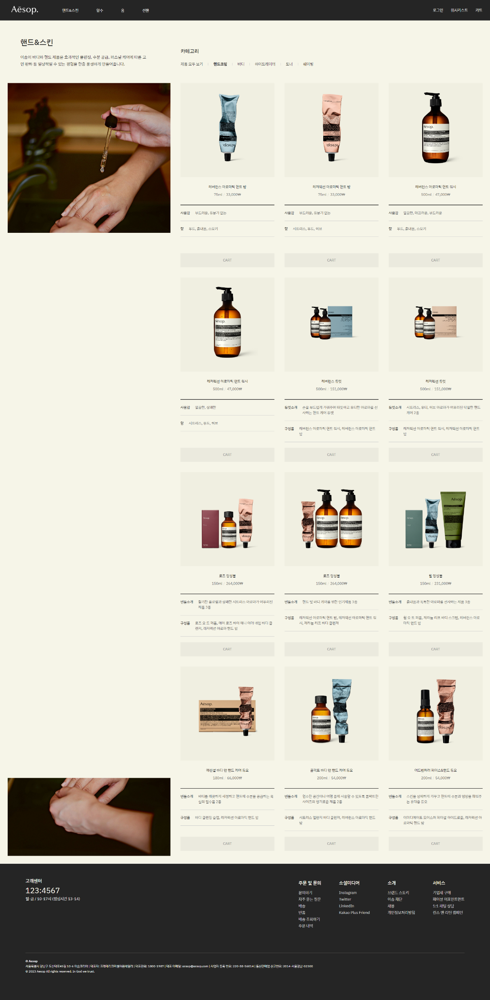 Aēsop.
핸드&스킨
향수
홈
선물
로그인
위시리스트
카트
핸드&스킨
이솝의 바디와 핸드 제품은 효과적인 클렌징, 수분 공급, 퍼스널 케어에 따른 고
민 완화 등 일상적일 수 있는 경험을 한층 풍성하게 만들어줍니다.
카테고리
제품 모두 보기
핸드크림
바디
하이드레이터
토너
쉐이빙
레버런스 아로마틱 핸드 밤
75ml / 33,000₩
사용감 부드러운, 유분기 없는
향 우드, 흙내음, 스모키
CART
레저렉션 아로마틱 핸드 밤
75ml / 33,000₩
사용감 부드러운, 유분기 없는
향 시트러스, 우드, 허브
CART
Aēsop.
레버런스 아로마틱 핸드 워시
500ml / 47,000₩
사용감 깔끔한, 매끄러운, 부드러운
향 우드, 흙내음, 스모키
CART
Aēsop.
레저렉션 아로마틱 핸드 워시
500ml / 47,000₩
사용감 깔끔한, 상쾌한
향 시트러스, 우드, 허브
CART
레버런스 듀엣
500ml / 151,000₩
듀엣소개 손을 부드럽게 가꿔주며 따듯하고 우디한 아로마를 선
사하는 핸드 케어 듀엣
구성품 레버런스 아로마틱 핸드 워시, 레버런스 아로마틱 핸드
밤
CART
레저렉션 듀엣
500ml / 151,000₩
듀엣소개 시트러스, 우디, 허브 아로마가 어우러진 탁월한 핸드
케어 2종
구성품 레저렉션 아로마틱 핸드 워시, 레저렉션 아로마틱 핸드
밤
CART
로즈 앙상블
150ml / 264,000₩
번들소개 활기찬 플로럴과 상쾌한 시트러스 아로마가 어우러진
제품 3종
구성품 로즈 오 드 퍼퓸, 에이 로즈 바이 애니 아더 네임 바디 클
렌저, 레저렉션 아로마 핸드 밤
CART
로즈 앙상블
150ml / 264,000₩
번들소개 핸드 및 바디 케어를 위한 인기제품 3종
구성품 레저렉션 아로마틱 핸드 밤, 레저렉션 아로마틱 핸드 워
시, 제라늄 리프 바디 클렌저
CART
Aēsop.
휠 앙상블
150ml / 231,000₩
번들소개 흙내음과 독특한 아로마를 선사하는 제품 3종
구성품 휠 오 드 퍼퓸, 제라늄 리프 바디 스크럽, 레버런스 아로
마틱 핸드 밤
CART
Aēsop.
에센셜 바디 앤 핸드 케어 듀오
180ml / 66,000₩
번들소개 바디를 깨끗하게 세정하고 핸드에 수분을 공급하는 욕
실의 필수품 2종
구성품 바디 클렌징 슬랩, 레저렉션 아로마틱 핸드 밤
CART
콤팩트 바디 앤 핸드 케어 듀오
200ml / 54,000₩
번들소개 협소한 공간이나 여행 중에 사용할 수 있도록 콤팩트한
사이즈의 향기로운 제품 2종
구성품 시트러스 멜란지 바디 클렌저, 레버런스 아로마틱 핸드
밤
CART
어드벤처러 페이스&핸드 듀오
200ml / 54,000₩
번들소개 스킨을 상쾌하게 가꾸고 핸드에 수분과 영양을 채워주
는 휴대용 듀오
구성품 이미디에이트 모이스처 페이셜 하이드로졸, 레저렉션 아
로마틱 핸드 밤
CART
고객센터
123:4567
월-금 / 10-17시 (점심시간 13-14)
주문 및 문의
문의하기
자주 묻는 질문
배송
반품
배송 조회하기
주문 내역
소셜미디어
Instagram
Twitter
LinkedIn
Kakao Plus Friend
소개
브랜드 스토리
이솝 재단
채용
개인정보처리방침
서비스
기업체 구매
페이셜 어포인트먼트
1:1 채팅 상담
린스 앤 리턴 캠페인
© Aesop
서울특별시 강남구 도산대로45길 10-6 이솝코리아 | 대표자: 프레데리크미셸어윈세일러 | 대표전화: 1800-1987 | 대표 이메일: aesop@aesop.com | 사업자 등록 번호: 220-88-56014 | 통신판매업 신고번호: 2014-서울강남-02300
© 2023 Aesop All rights reserved. In God we trust.